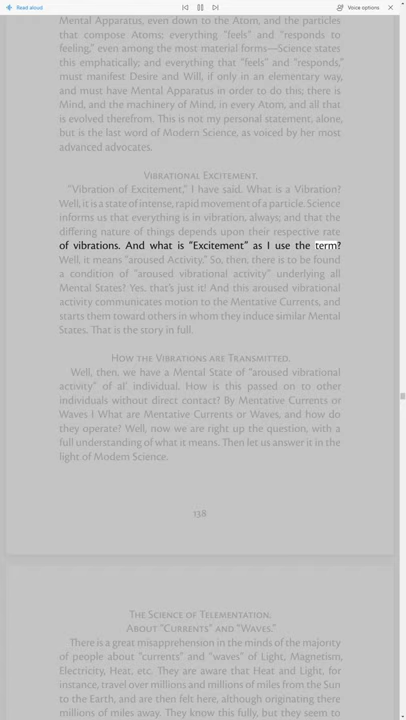 Read aloud
Voice options
Mental Apparatus, even down to the Atom, and the particles
that compose Atoms; everything “feels” and “responds to
feeling,” even among the most material forms—Science states
this emphatically; and everything that “feels” and “responds,”
must manifest Desire and Will, if only in an elementary way,
and must have Mental Apparatus in order to do this; there is
Mind, and the machinery of Mind, in every Atom, and all that
is evolved therefrom. This is not my personal statement, alone,
but is the last word of Modern Science, as voiced by her most
advanced advocates.
Vibrational Excitement.
“Vibration of Excitement,” I have said. What is a Vibration?
Well, it is a state of intense, rapid movement of a particle. Science
informs us that everything is in vibration, always; and that the
differing nature of things depends upon their respective rate
of vibrations. And what is “Excitement” as I use the term?
Well, it means “aroused Activity.” So, then, there is to be found
a condition of “aroused vibrational activity” underlying all
Mental States? Yes, that’s just it! And this aroused vibrational
activity communicates motion to the Mentative Currents, and
starts them toward others in whom they induce similar Mental
States. That is the story in full.
How the Vibrations are Transmitted.
Well, then, we have a Mental State of “aroused vibrational
activity” of al’ individual. How is this passed on to other
individuals without direct contact? By Mentative Currents or
Waves I What are Mentative Currents or Waves, and how do
they operate? Well, now we are right up the question, with a
full understanding of what it means. Then let us answer it in the
light of Modern Science.
138
The Science of Telementation.
About “Currents” and “Waves.”
There is a great misapprehension in the minds of the majority
of people about “currents” and “waves” of Light, Magnetism,
Electricity, Heat, etc. They are aware that Heat and Light, for
instance, travel over millions and millions of miles from the Sun
to the Earth, and are then felt here, although originating there
millions of miles away. They know this fully, but they seem to